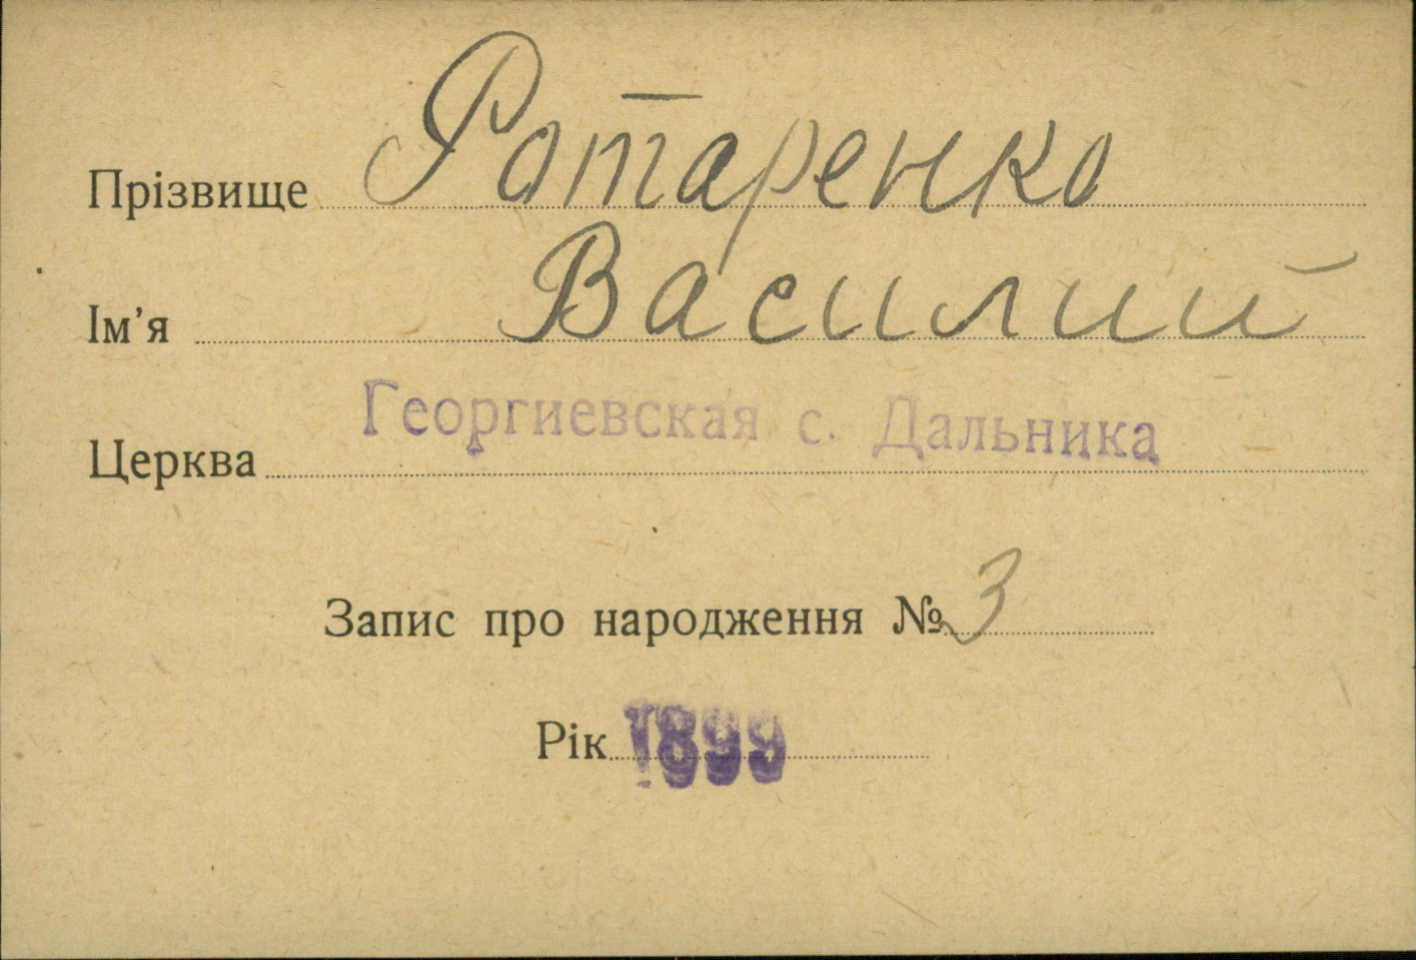 Прізвище Ротаренко
Ім'я Василий
Церква Георгиевская с. Дальника
Запис про народження № 3
Рік 1899